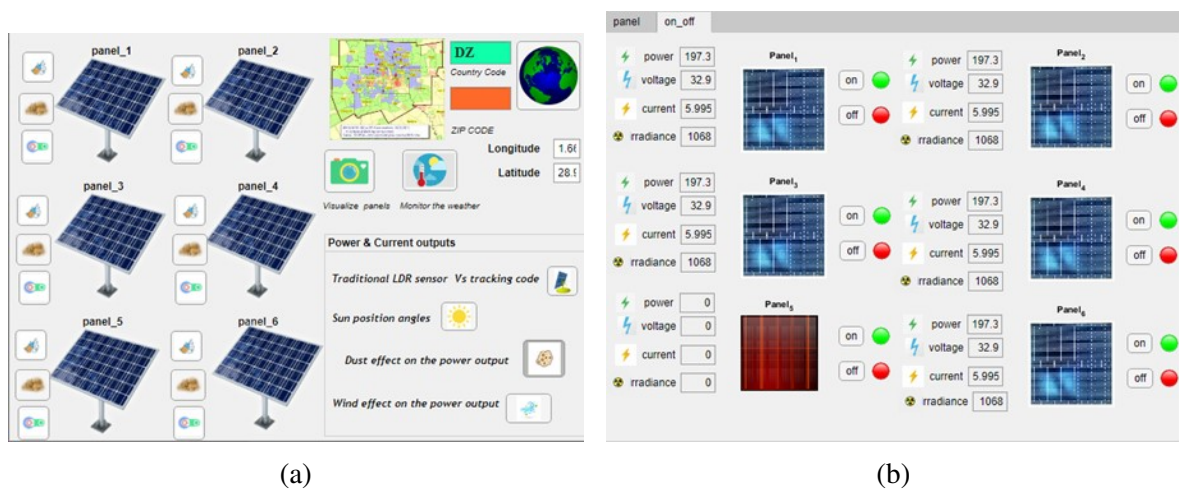 panel_1
panel_2
panel_3
panel_4
panel_5
panel_6
DZ
Country Code
ZIP CODE
Longitude 1.66
Latitude 28.9
Visualize panels
Monitor the weather
Power & Current outputs
Traditional LDR sensor Vs tracking code
Sun position angles
Dust effect on the power output
Wind effect on the power output
(a)
panel on_off
power 197.3
voltage 32.9
current 5.995
rradiance 1068
Panel1
on
off
power 197.3
voltage 32.9
current 5.995
rradiance 1068
Panel2
on
off
power 197.3
voltage 32.9
current 5.995
rradiance 1068
Panel3
on
off
power 197.3
voltage 32.9
current 5.995
rradiance 1068
Panel4
on
off
power 0
voltage 0
current 0
rradiance 0
Panel5
on
off
power 197.3
voltage 32.9
current 5.995
rradiance 1068
Panel6
on
off
(b)